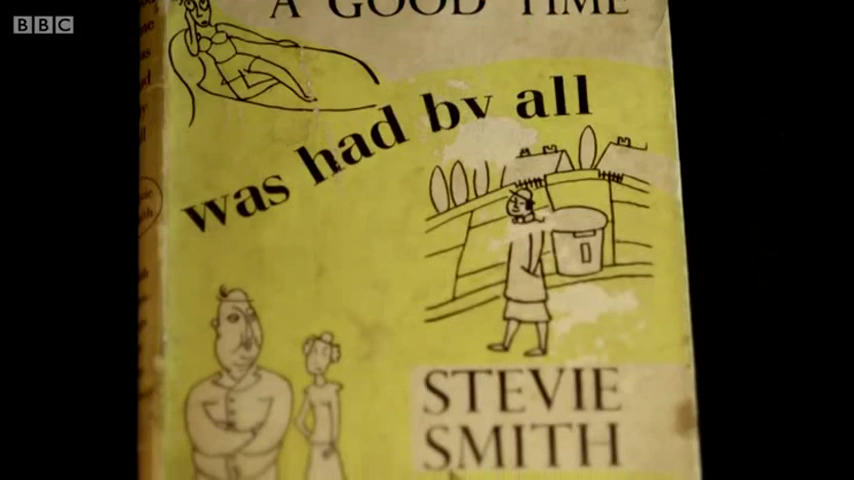 BBC
A GOOD TIME
was had by all
STEVIE
SMITH